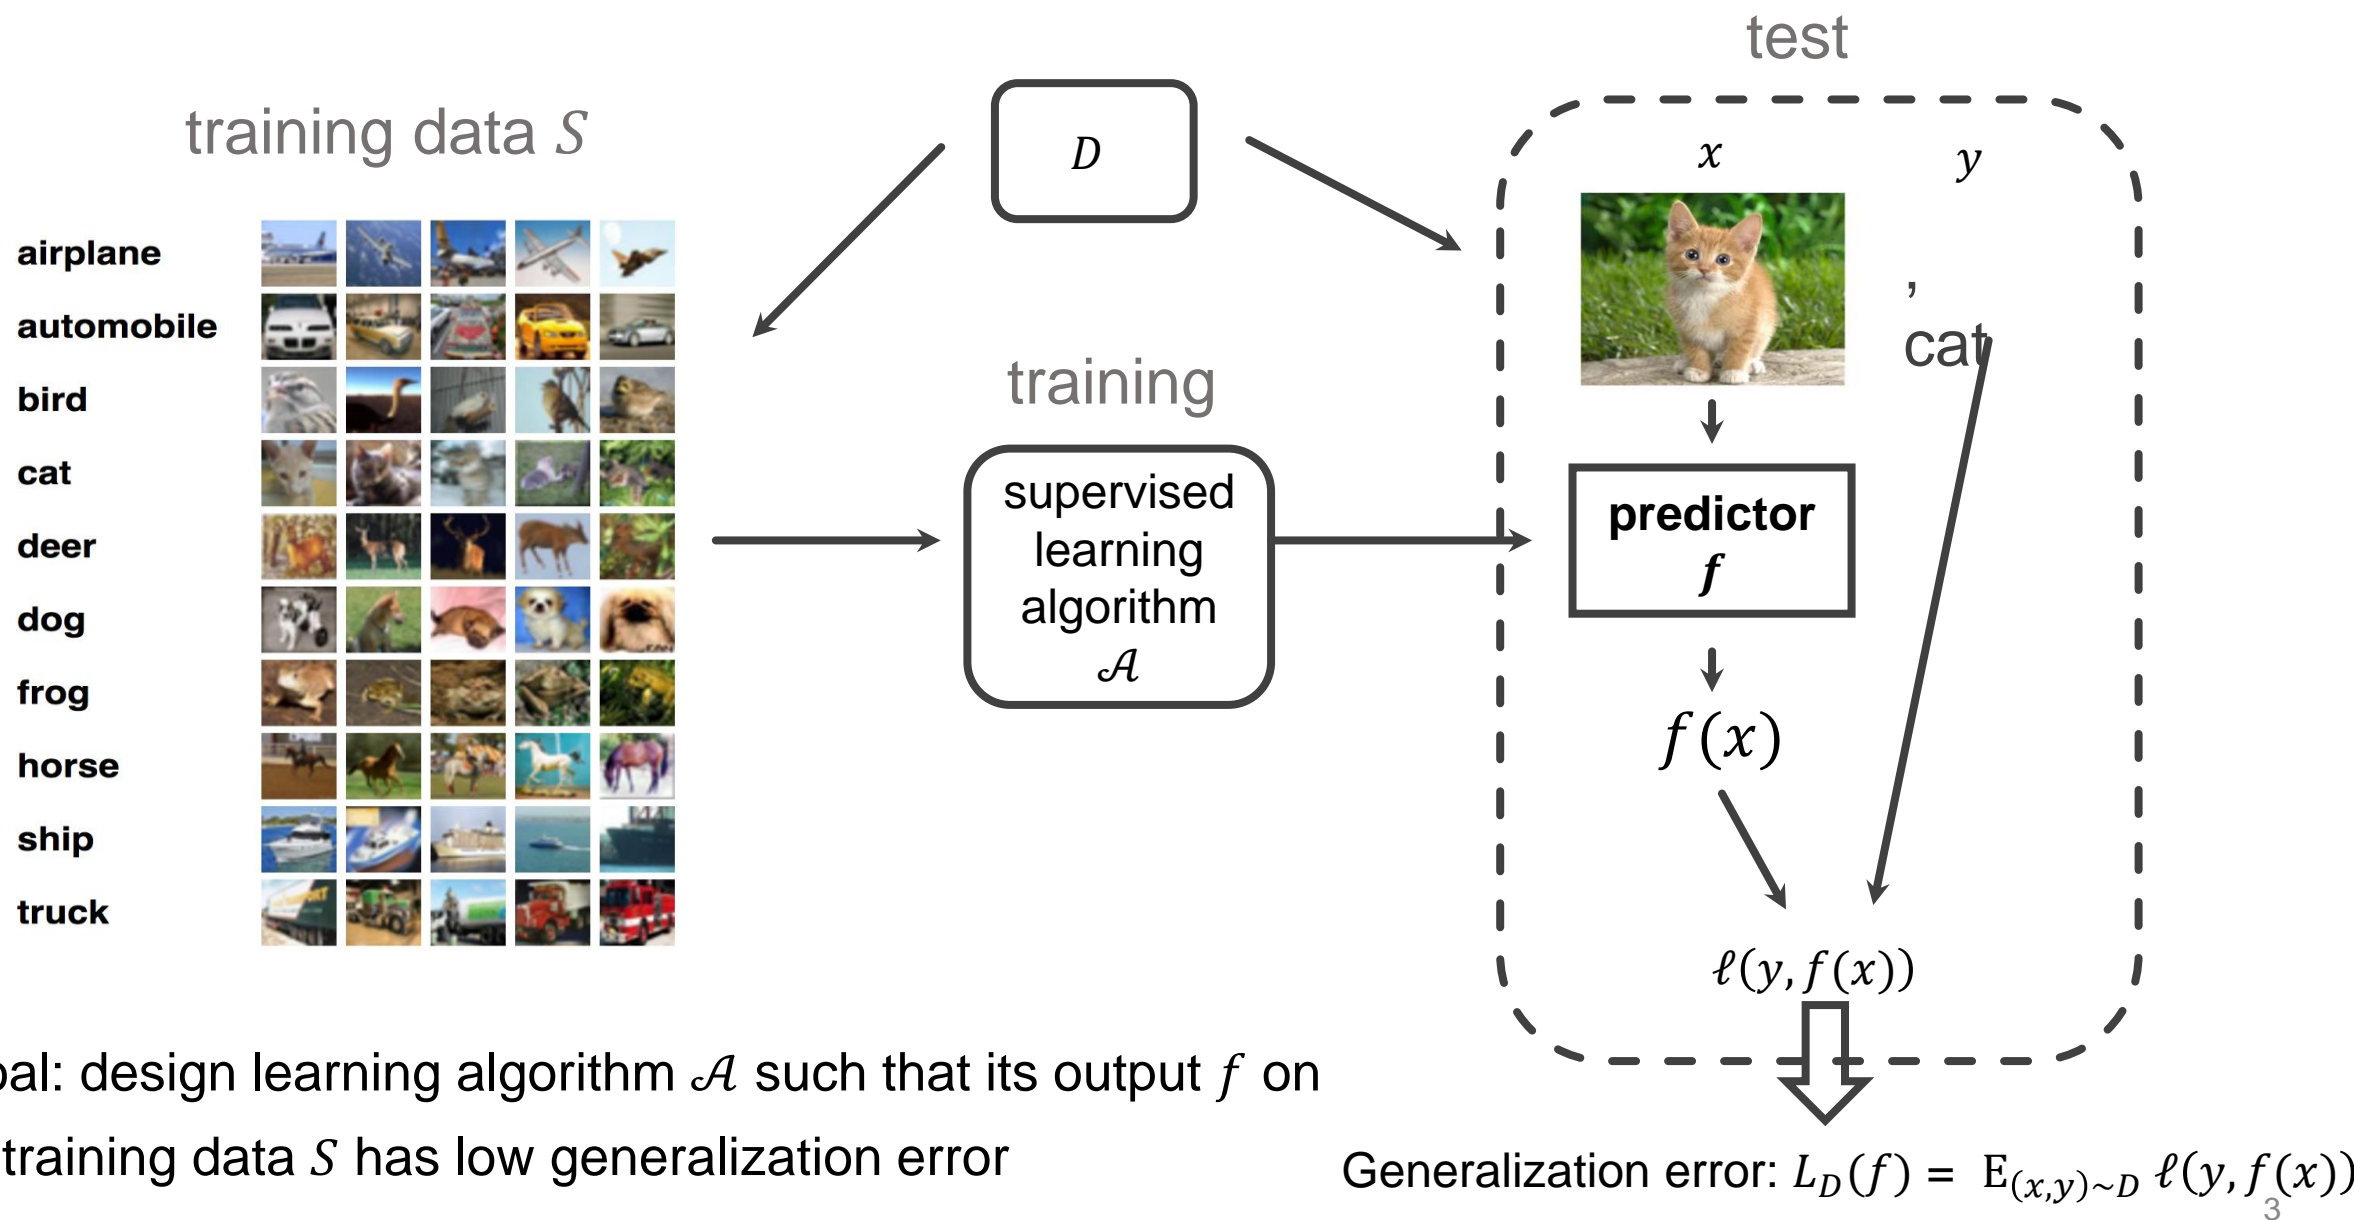 test
training data 𝑆
D
x y
airplane
automobile
bird
cat
deer
dog
frog
horse
ship
truck
,
cat
training
supervised
learning
algorithm
𝒜
predictor
f
f(x)
ℓ(y, f(x))
oal: design learning algorithm 𝒜 such that its output f on
training data S has low generalization error
Generalization error: L_D(f) = E_(x,y)~D ℓ(y, f(x))
3